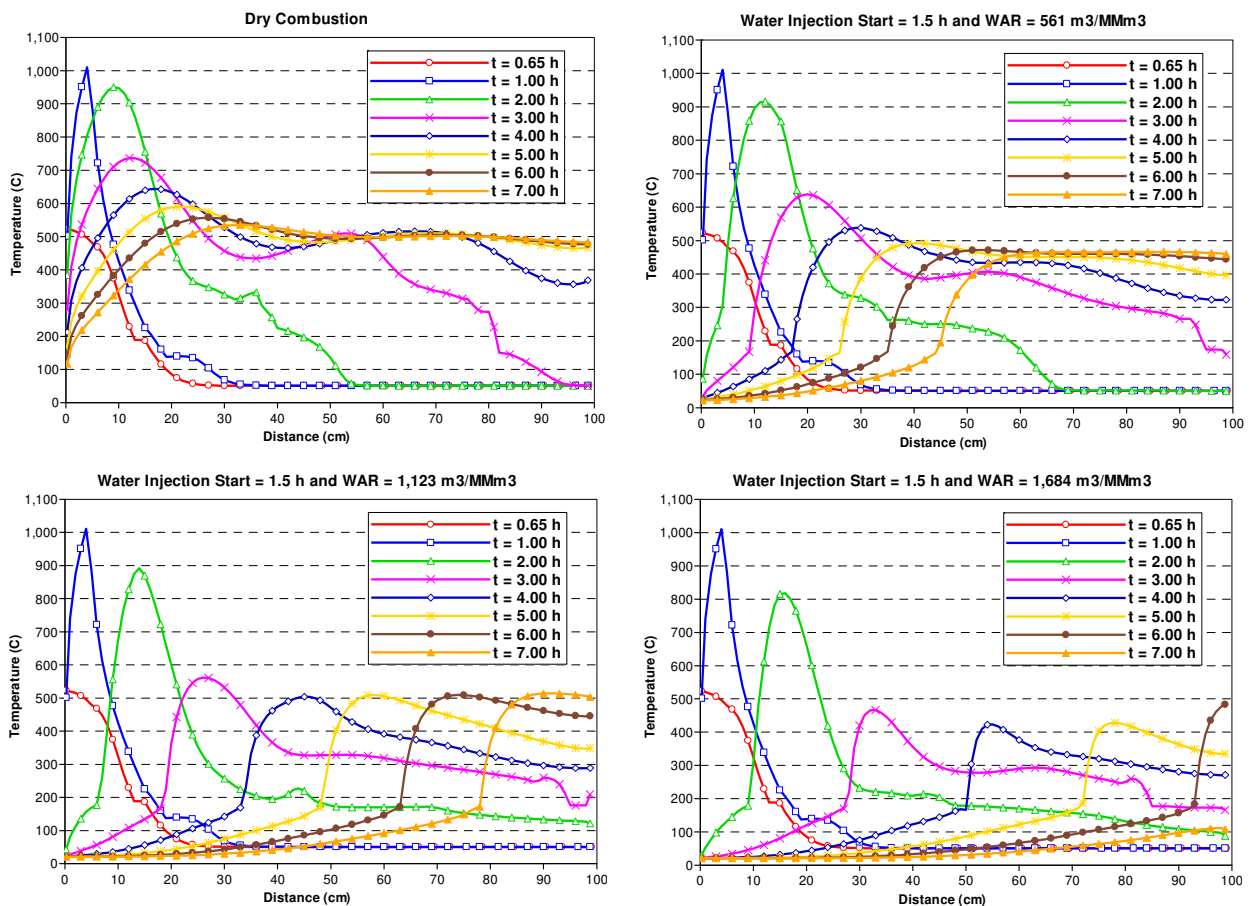 Dry Combustion
1,100
1,000
900
800
700
600
500
400
300
200
100
0
Temperature (C)
0 10 20 30 40 50 60 70 80 90 100
Distance (cm)
t = 0.65 h
t = 1.00 h
t = 2.00 h
t = 3.00 h
t = 4.00 h
t = 5.00 h
t = 6.00 h
t = 7.00 h
Water Injection Start = 1.5 h and WAR = 561 m3/MMm3
1,100
1,000
900
800
700
600
500
400
300
200
100
0
Temperature (C)
0 10 20 30 40 50 60 70 80 90 100
Distance (cm)
t = 0.65 h
t = 1.00 h
t = 2.00 h
t = 3.00 h
t = 4.00 h
t = 5.00 h
t = 6.00 h
t = 7.00 h
Water Injection Start = 1.5 h and WAR = 1,123 m3/MMm3
1,100
1,000
900
800
700
600
500
400
300
200
100
0
Temperature (C)
0 10 20 30 40 50 60 70 80 90 100
Distance (cm)
t = 0.65 h
t = 1.00 h
t = 2.00 h
t = 3.00 h
t = 4.00 h
t = 5.00 h
t = 6.00 h
t = 7.00 h
Water Injection Start = 1.5 h and WAR = 1,684 m3/MMm3
1,100
1,000
900
800
700
600
500
400
300
200
100
0
Temperature (C)
0 10 20 30 40 50 60 70 80 90 100
Distance (cm)
t = 0.65 h
t = 1.00 h
t = 2.00 h
t = 3.00 h
t = 4.00 h
t = 5.00 h
t = 6.00 h
t = 7.00 h